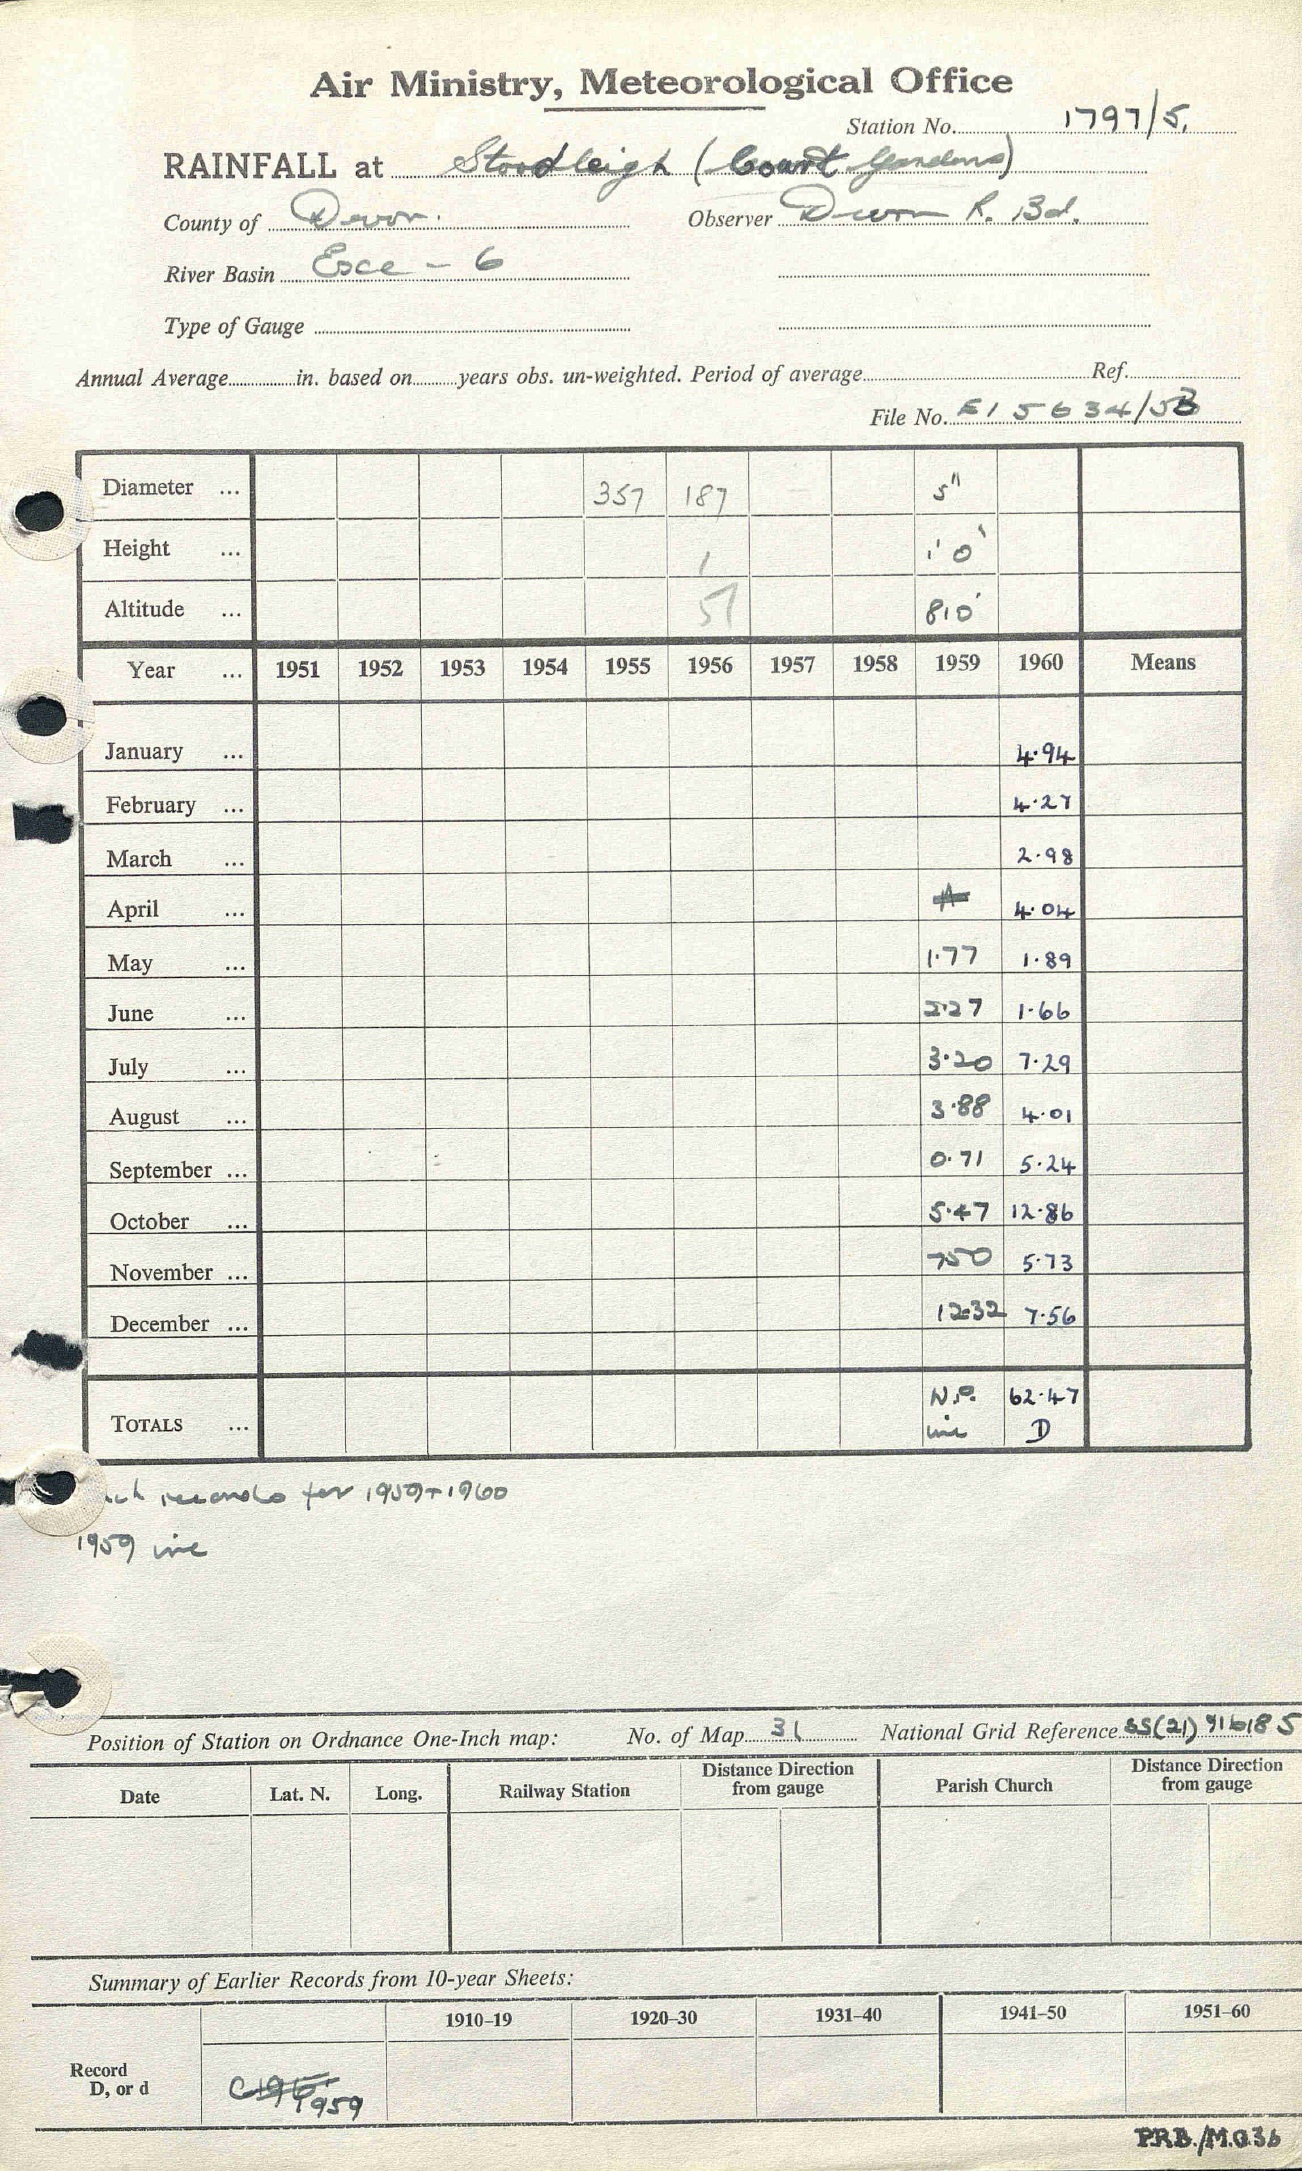 Air Ministry, Meteorological Office
Station No. 1797/5.
RAINFALL at Stoodleigh (Court Gardens)
County of Devon. Observer Devon R. Bd.
River Basin Exe - 6
Type of Gauge
Annual Average in. based on years obs. un-weighted. Period of average Ref.
File No. 15634/58
Diameter ... 357 187 5"
Height ... 1 1' 0"
Altitude ... 57 810'
Year ... 1951 1952 1953 1954 1955 1956 1957 1958 1959 1960 Means
January ... 4.94
February ... 4.27
March ... 2.98
April ... 4.04
May ... 1.77 1.89
June ... 2.27 1.66
July ... 3.20 7.29
August ... 3.88 4.01
September ... 0.71 5.24
October ... 5.47 12.86
November ... 7.50 5.73
December ... 12.32 7.56
TOTALS ... 62.47
inc D
records for 1959+1960
1959 inc
Position of Station on Ordnance One-Inch map: No. of Map 31 National Grid Reference SS(21) 916185
Date Lat. N. Long. Railway Station Distance Direction from gauge Parish Church Distance Direction from gauge
Summary of Earlier Records from 10-year Sheets:
1910-19 1920-30 1931-40 1941-50 1951-60
Record
D, or d
1959
P.R.B./M.O.36